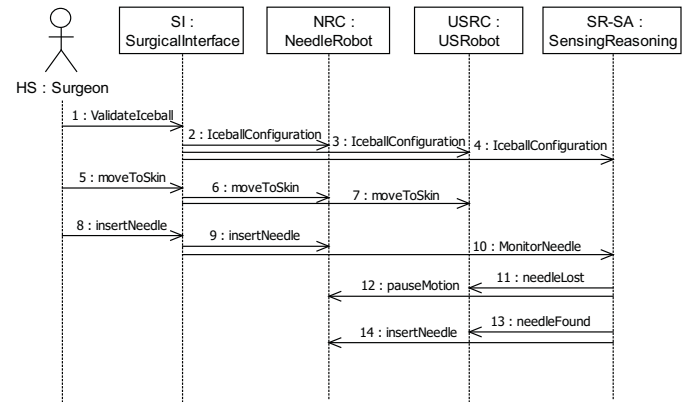 SI :
SurgicalInterface
NRC :
NeedleRobot
USRC :
USRobot
SR-SA :
SensingReasoning
HS : Surgeon
1 : ValidateIceball
2 : IceballConfiguration
3 : IceballConfiguration
4 : IceballConfiguration
5 : moveToSkin
6 : moveToSkin
7 : moveToSkin
8 : insertNeedle
9 : insertNeedle
10 : MonitorNeedle
11 : needleLost
12 : pauseMotion
13 : needleFound
14 : insertNeedle